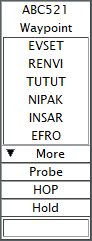 ABC521
Waypoint
EVSET
RENVI
TUTUT
NIPAK
INSAR
EFRO
▼ More
Probe
HOP
Hold